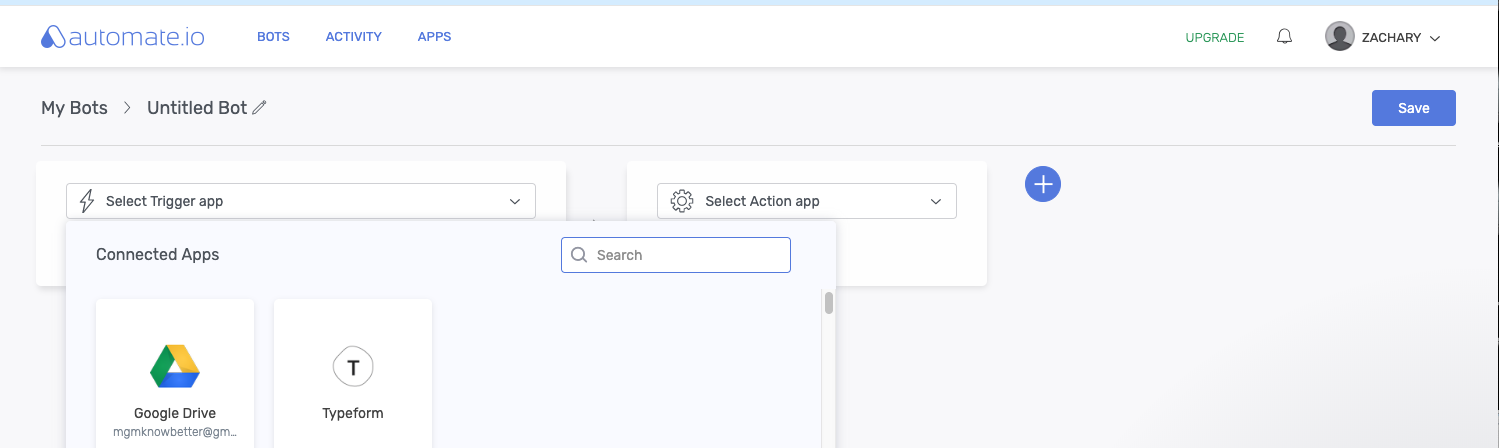 automate.io
BOTS
ACTIVITY
APPS
UPGRADE
ZACHARY
My Bots
Untitled Bot
Save
Select Trigger app
Select Action app
Connected Apps
Search
Google Drive
mgmknowbetter@gm...
T
Typeform